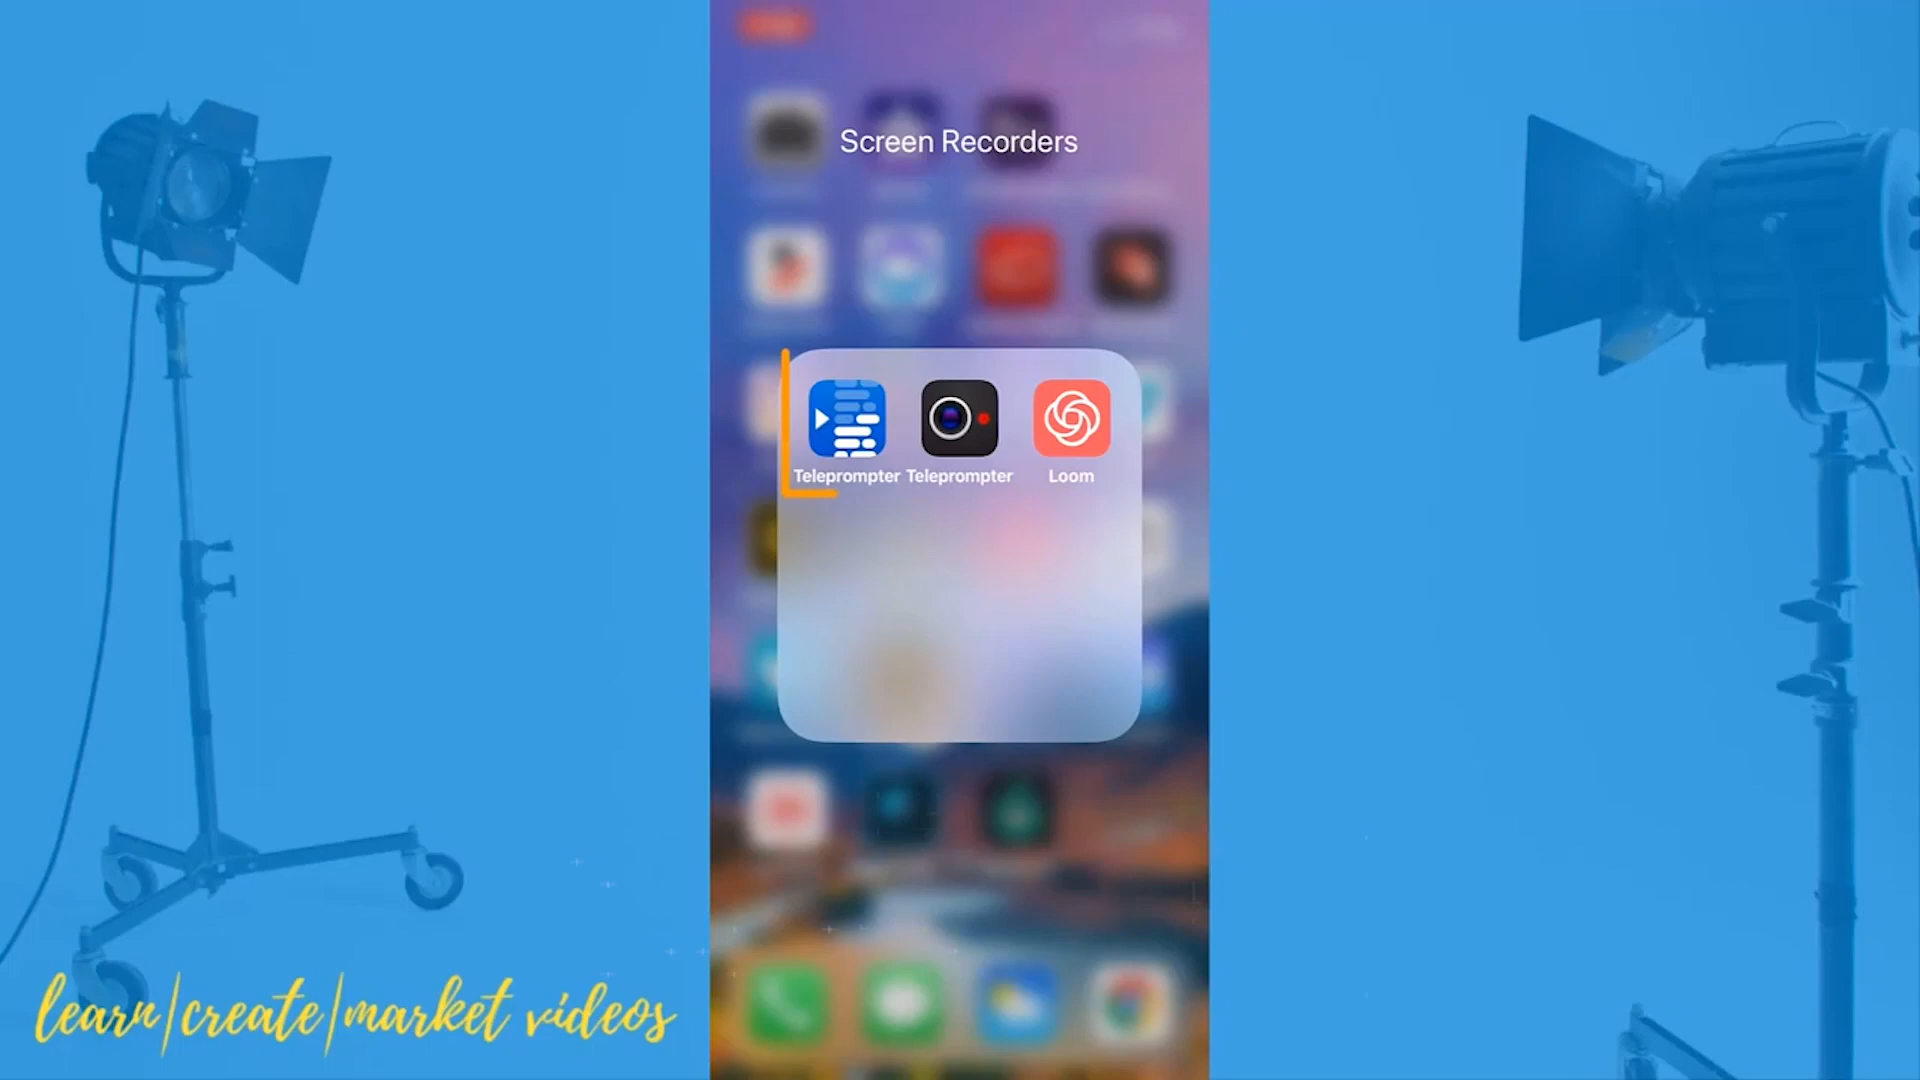 Screen Recorders
Teleprompter Teleprompter Loom
learn|create|market videos